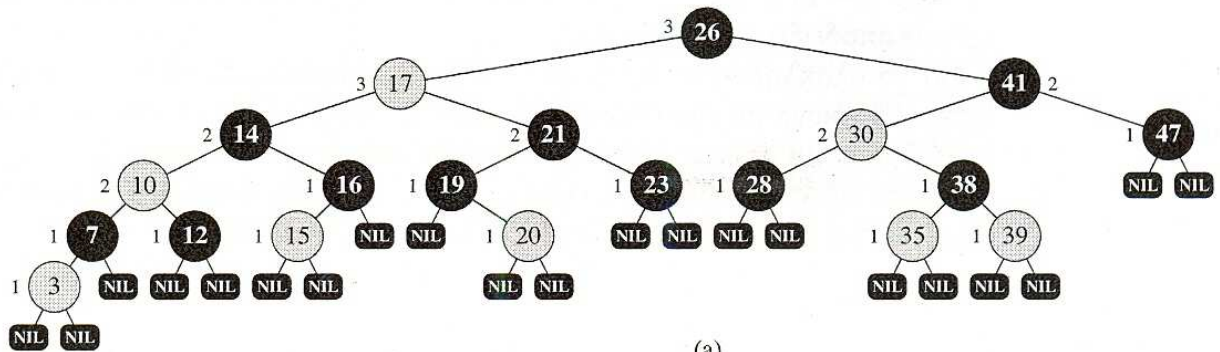 3 26
3 17 41 2
2 14 2 21 2 30 1 47
2 10 1 16 1 19 1 23 1 28 1 38 NIL NIL
1 7 1 12 1 15 NIL NIL 1 20 NIL NIL NIL NIL 1 35 1 39
1 3 NIL NIL NIL NIL NIL NIL NIL NIL NIL NIL NIL
NIL NIL
(a)